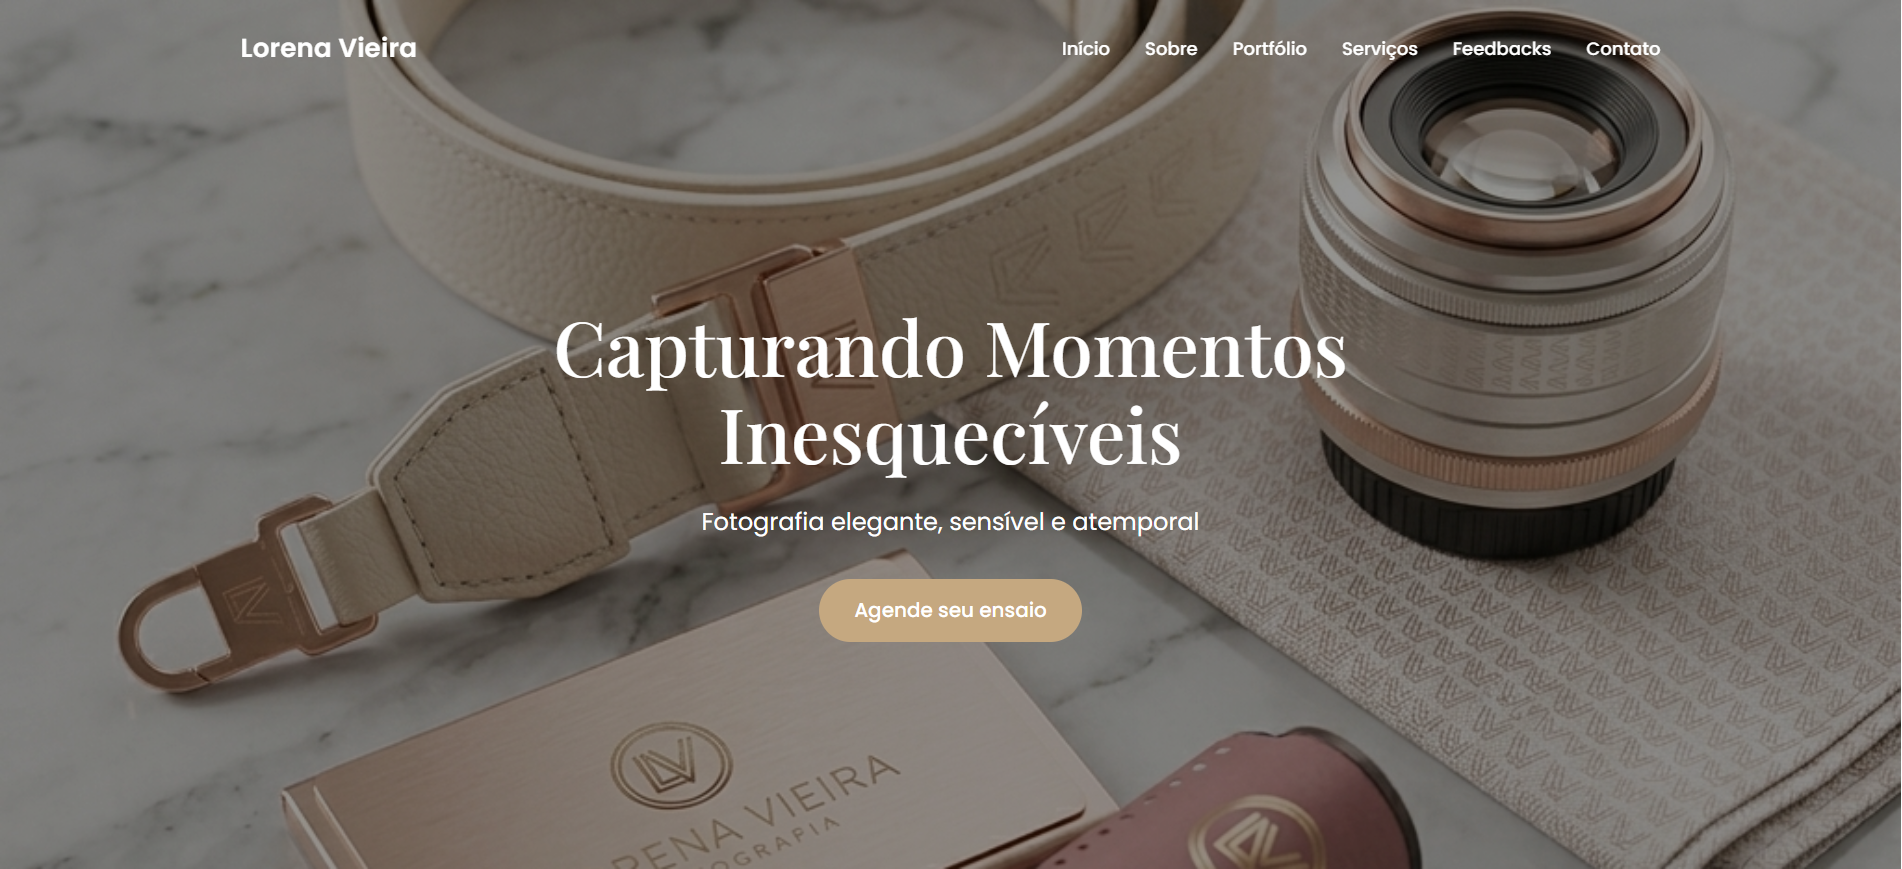 Lorena Vieira
Início Sobre Portfólio Serviços Feedbacks Contato
Capturando Momentos
Inesquecíveis
Fotografia elegante, sensível e atemporal
Agende seu ensaio
LV
RENA VIEIRA
OGRAFIA